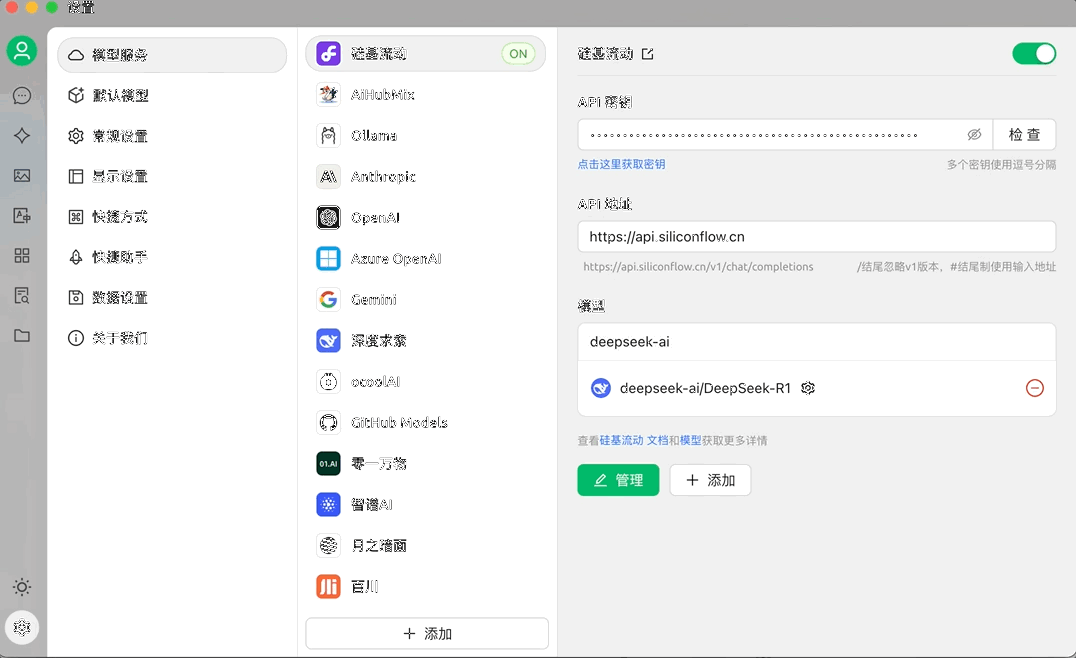 设置
模型服务
默认模型
常规设置
显示设置
快捷方式
快捷助手
数据设置
关于我们
硅基流动 ON
AiHubMix
Ollama
Anthropic
OpenAI
Azure OpenAI
Gemini
深度求索
ocoolAI
GitHub Models
01.AI 零一万物
智谱AI
月之暗面
百川
添加
硅基流动
API 密钥
检 查
点击这里获取密钥 多个密钥使用逗号分隔
API 地址
https://api.siliconflow.cn
https://api.siliconflow.cn/v1/chat/completions /结尾忽略v1版本，#结尾制使用输入地址
模型
deepseek-ai
deepseek-ai/DeepSeek-R1
查看硅基流动 文档和模型获取更多详情
管理 添加